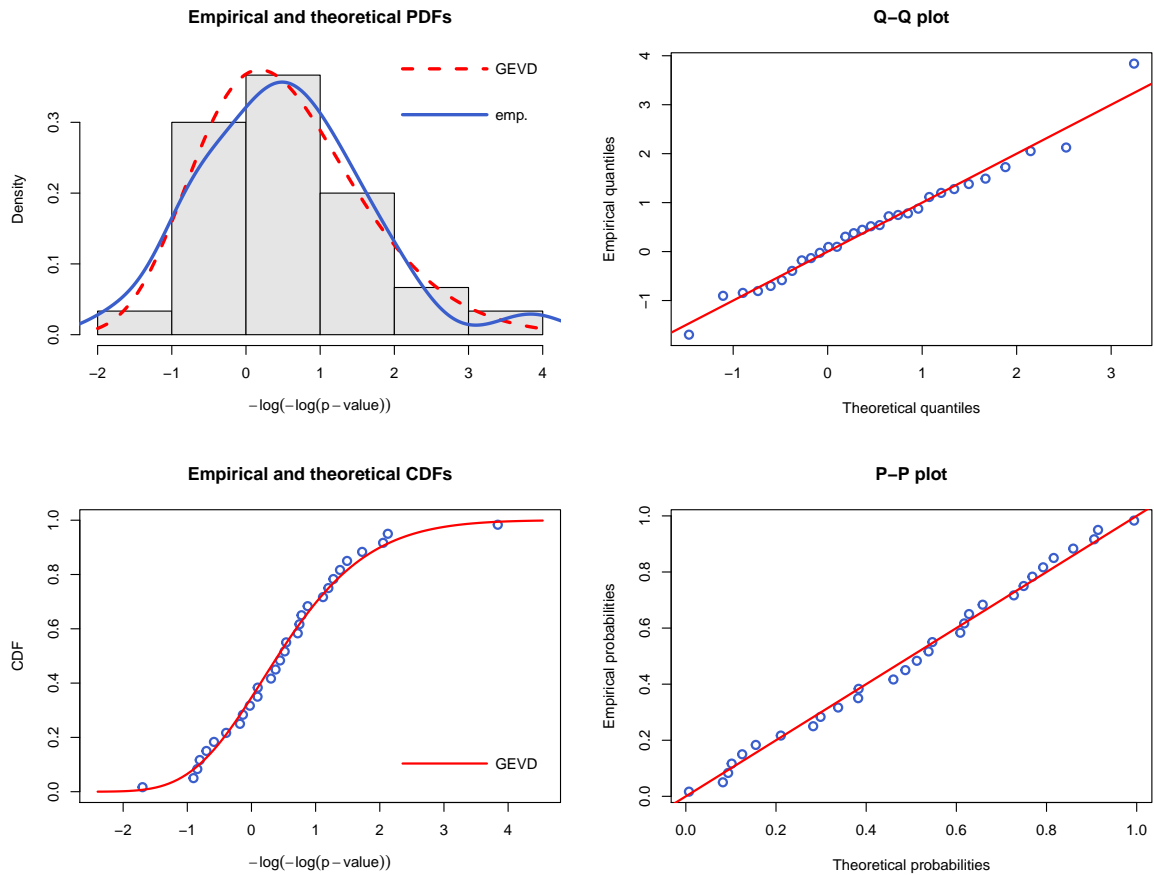 Empirical and theoretical PDFs
GEVD
emp.
Density
0.0 0.1 0.2 0.3
−2 −1 0 1 2 3 4
−log(−log(p−value))
Q−Q plot
Empirical quantiles
−1 0 1 2 3 4
−1 0 1 2 3
Theoretical quantiles
Empirical and theoretical CDFs
CDF
0.0 0.2 0.4 0.6 0.8 1.0
GEVD
−2 −1 0 1 2 3 4
−log(−log(p−value))
P−P plot
Empirical probabilities
0.0 0.2 0.4 0.6 0.8 1.0
0.0 0.2 0.4 0.6 0.8 1.0
Theoretical probabilities